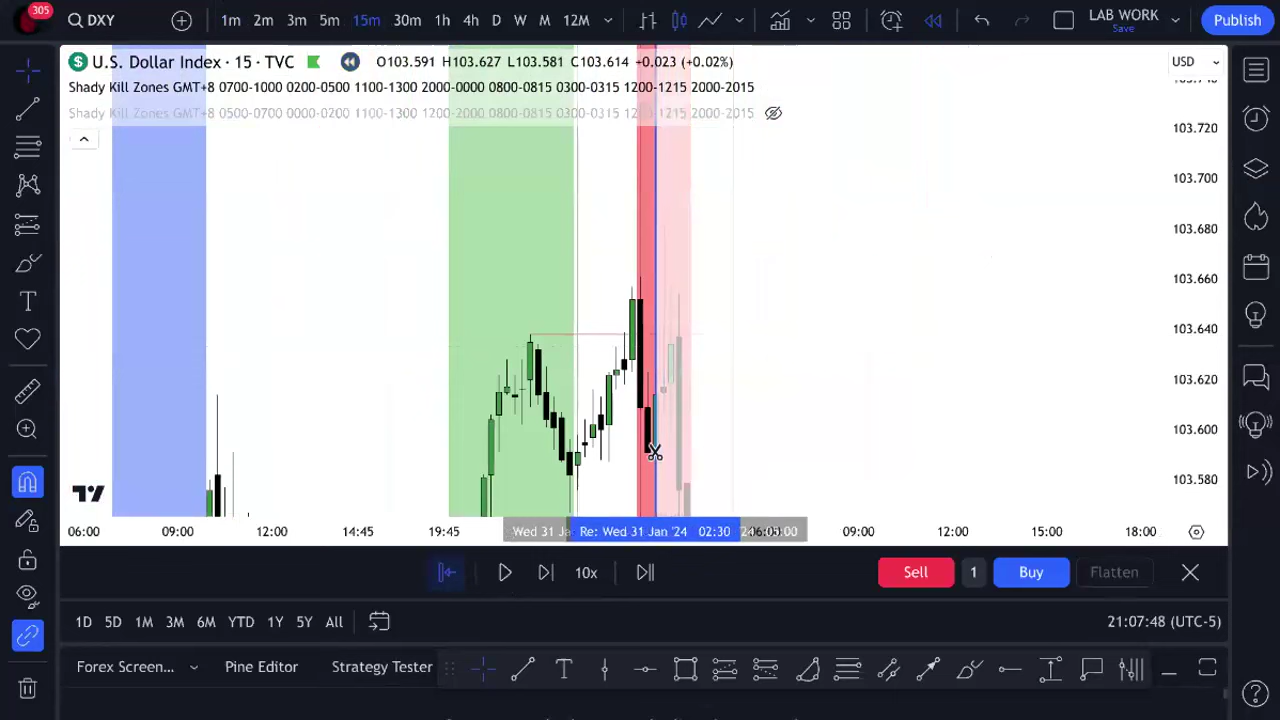 305
DXY
1m 2m 3m 5m 15m 30m 1h 4h D W M 12M
LAB WORK
Save
Publish
U.S. Dollar Index · 15 · TVC
O103.591 H103.627 L103.581 C103.614 +0.023 (+0.02%)
USD
Shady Kill Zones GMT+8 0700-1000 0200-0500 1100-1300 2000-0000 0800-0815 0300-0315 1200-1215 2000-2015
Shady Kill Zones GMT+8 0500-0700 0000-0200 1100-1300 1200-2000 0800-0815 0300-0315 1200-1215 2000-2015
103.740
103.720
103.700
103.680
103.660
103.640
103.620
103.600
103.580
06:00 09:00 12:00 14:45 19:45 Wed 31 Ja Re: Wed 31 Jan '24 02:30 09:00 12:00 15:00 18:00
10x
Sell 1 Buy Flatten
1D 5D 1M 3M 6M YTD 1Y 5Y All
21:07:48 (UTC-5)
Forex Screen... Pine Editor Strategy Tester